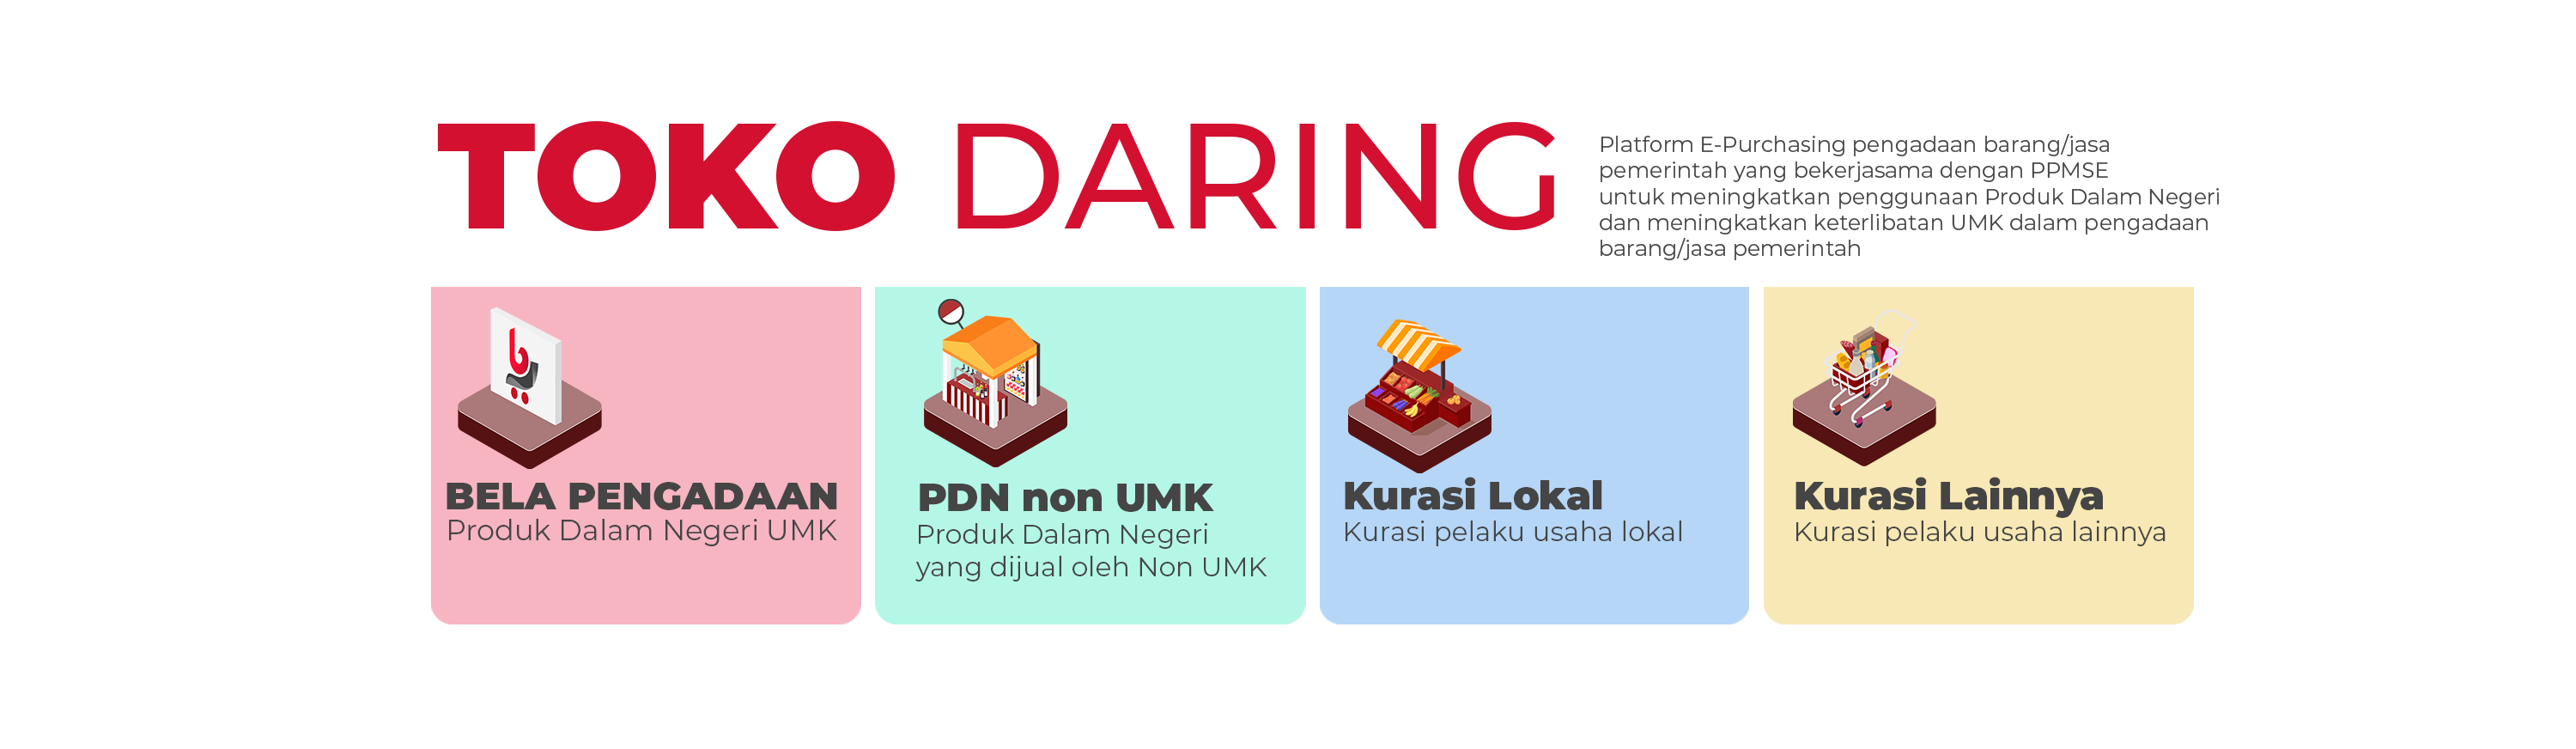 TOKO DARING
Platform E-Purchasing pengadaan barang/jasa
pemerintah yang bekerjasama dengan PPMSE
untuk meningkatkan penggunaan Produk Dalam Negeri
dan meningkatkan keterlibatan UMK dalam pengadaan
barang/jasa pemerintah
BELA PENGADAAN
Produk Dalam Negeri UMK
PDN non UMK
Produk Dalam Negeri
yang dijual oleh Non UMK
Kurasi Lokal
Kurasi pelaku usaha lokal
Kurasi Lainnya
Kurasi pelaku usaha lainnya